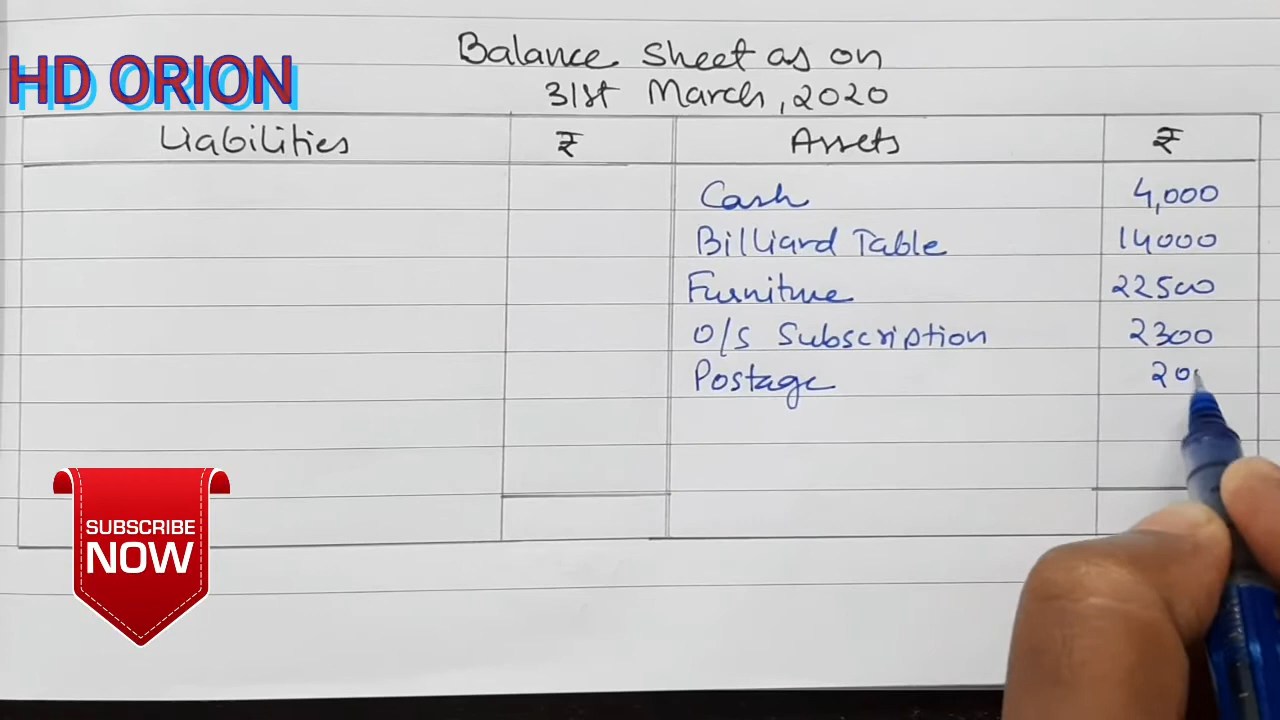 HD ORION
Balance Sheet as on
31st March, 2020
Liabilities ₹ Assets ₹
Cash 4,000
Billiard Table 14000
Furniture 22500
O/S Subscription 2300
Postage
SUBSCRIBE
NOW